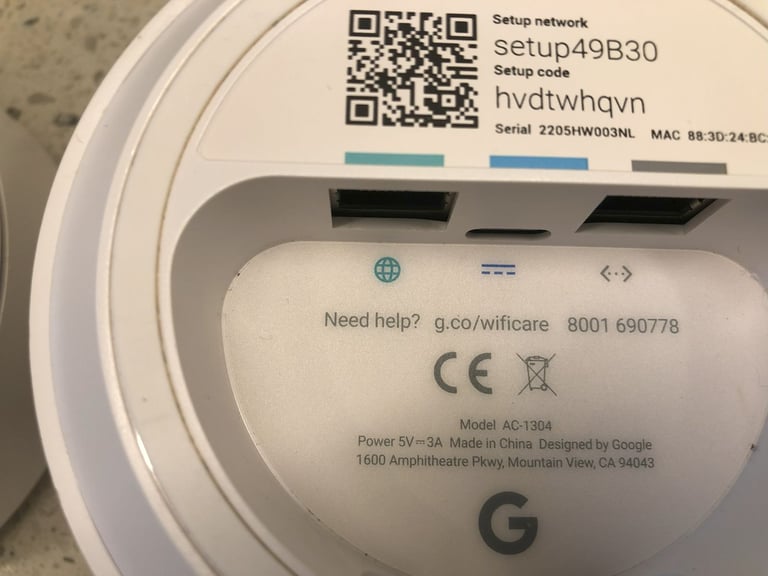 Setup network
setup49B30
Setup code
hvdtwhqvn
Serial 2205HW003NL MAC 88:3D:24:BC:
Need help? g.co/wificare 8001 690778
CE
Model AC-1304
Power 5V⎓3A Made in China Designed by Google
1600 Amphitheatre Pkwy, Mountain View, CA 94043
G